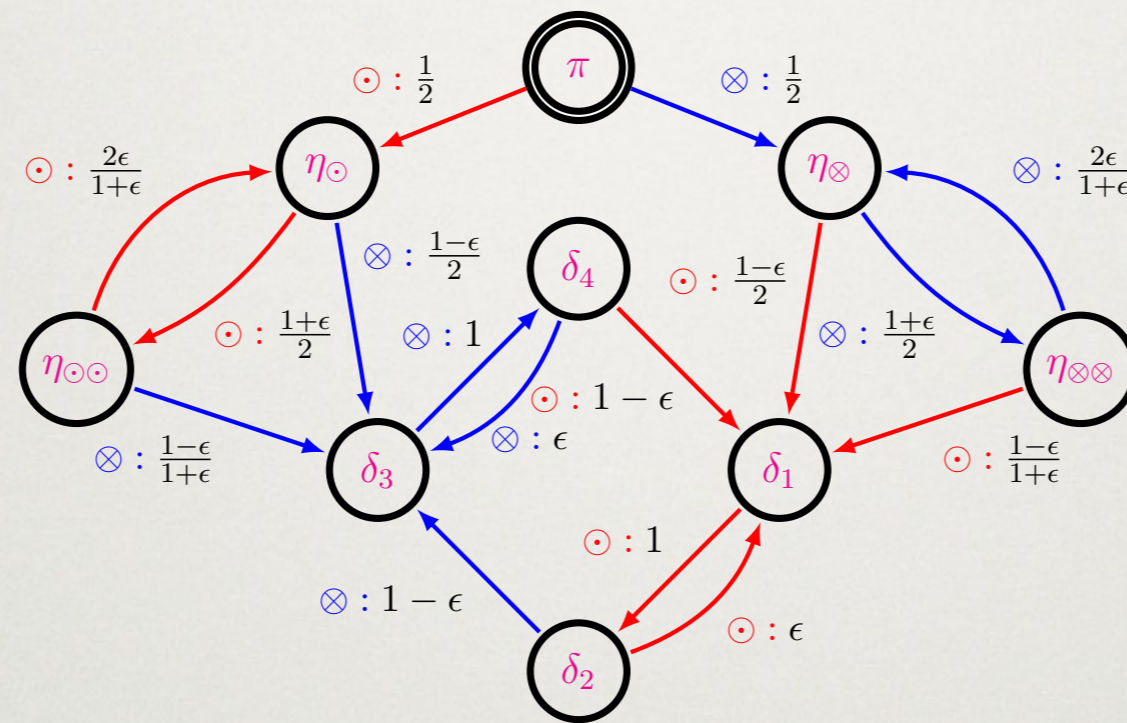 π
⊙ : 1/2
⊗ : 1/2
η⊙
η⊗
⊙ : 2ϵ/1+ϵ
⊗ : 2ϵ/1+ϵ
⊗ : 1−ϵ/2
δ₄
⊙ : 1−ϵ/2
⊙ : 1+ϵ/2
⊗ : 1
⊗ : 1+ϵ/2
η⊙⊙
η⊗⊗
⊙ : 1 − ϵ
⊗ : ϵ
⊗ : 1−ϵ/1+ϵ
δ₃
δ₁
⊙ : 1−ϵ/1+ϵ
⊙ : 1
⊗ : 1 − ϵ
⊙ : ϵ
δ₂